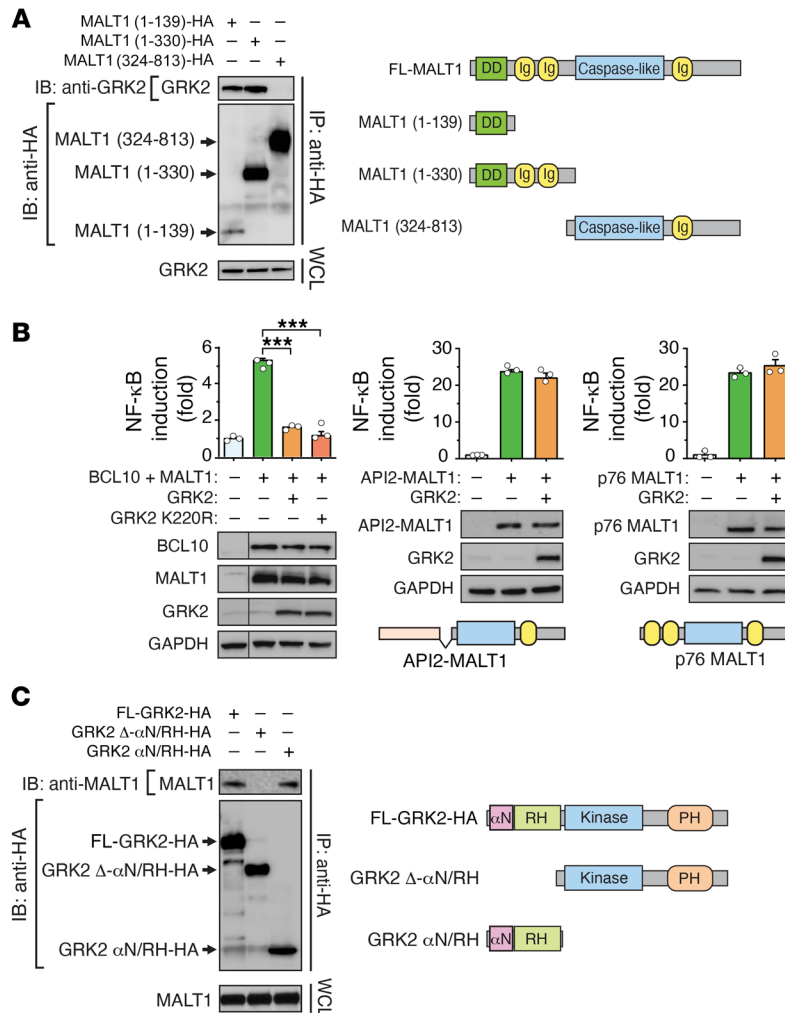 A
MALT1 (1-139)-HA + – –
MALT1 (1-330)-HA – + –
MALT1 (324-813)-HA – – +
IB: anti-GRK2 [ GRK2
IB: anti-HA
MALT1 (324-813)
MALT1 (1-330)
MALT1 (1-139)
IP: anti-HA
GRK2
WCL
FL-MALT1 DD Ig Ig Caspase-like Ig
MALT1 (1-139) DD
MALT1 (1-330) DD Ig Ig
MALT1 (324-813) Caspase-like Ig
B
NF-κB induction (fold)
6
4
2
0
***
***
BCL10 + MALT1: – + + +
GRK2: – – + –
GRK2 K220R: – – – +
BCL10
MALT1
GRK2
GAPDH
NF-κB induction (fold)
30
20
10
0
API2-MALT1: – + +
GRK2: – – +
API2-MALT1
GRK2
GAPDH
API2-MALT1
NF-κB induction (fold)
30
20
10
0
p76 MALT1: – + +
GRK2: – – +
p76 MALT1
GRK2
GAPDH
p76 MALT1
C
FL-GRK2-HA + – –
GRK2 Δ-αN/RH-HA – + –
GRK2 αN/RH-HA – – +
IB: anti-MALT1 [ MALT1
IB: anti-HA
FL-GRK2-HA
GRK2 Δ-αN/RH-HA
GRK2 αN/RH-HA
IP: anti-HA
MALT1
WCL
FL-GRK2-HA αN RH Kinase PH
GRK2 Δ-αN/RH Kinase PH
GRK2 αN/RH αN RH